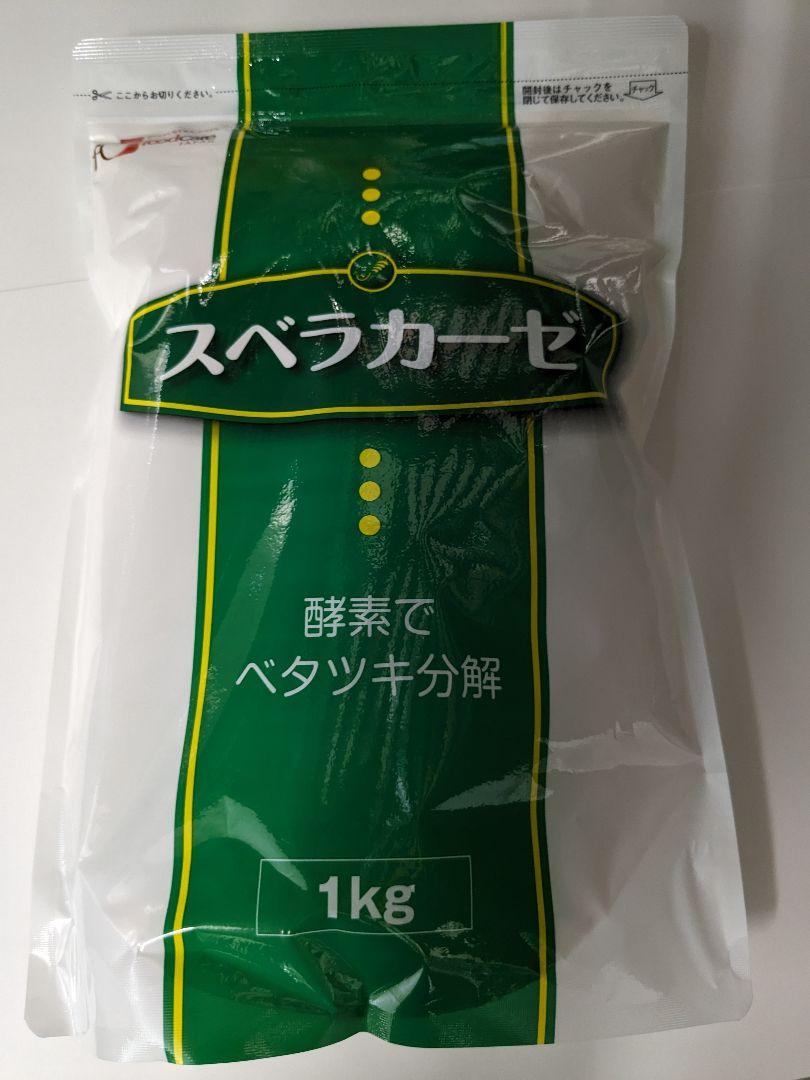 ここからお切りください。
開封後はチャックを
閉じて保存してください。
チャック
FoodCare
スベラカーゼ
酵素で
ベタツキ分解
1kg